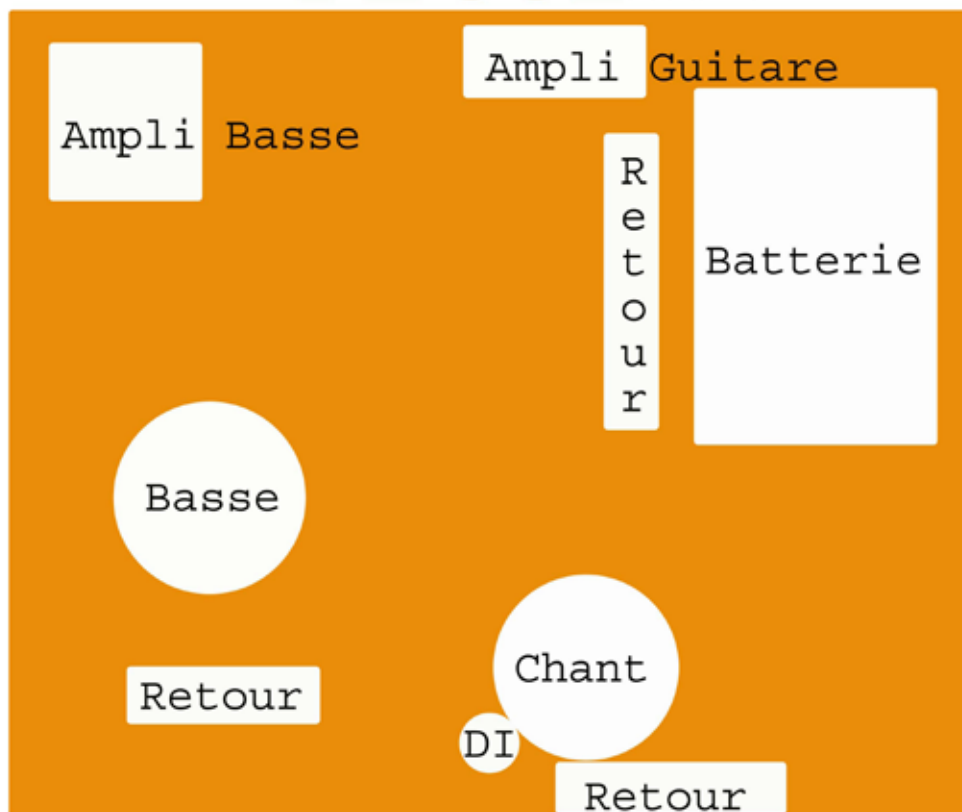 Ampli Guitare
Ampli Basse
Retour
Batterie
Basse
Chant
Retour
DI
Retour